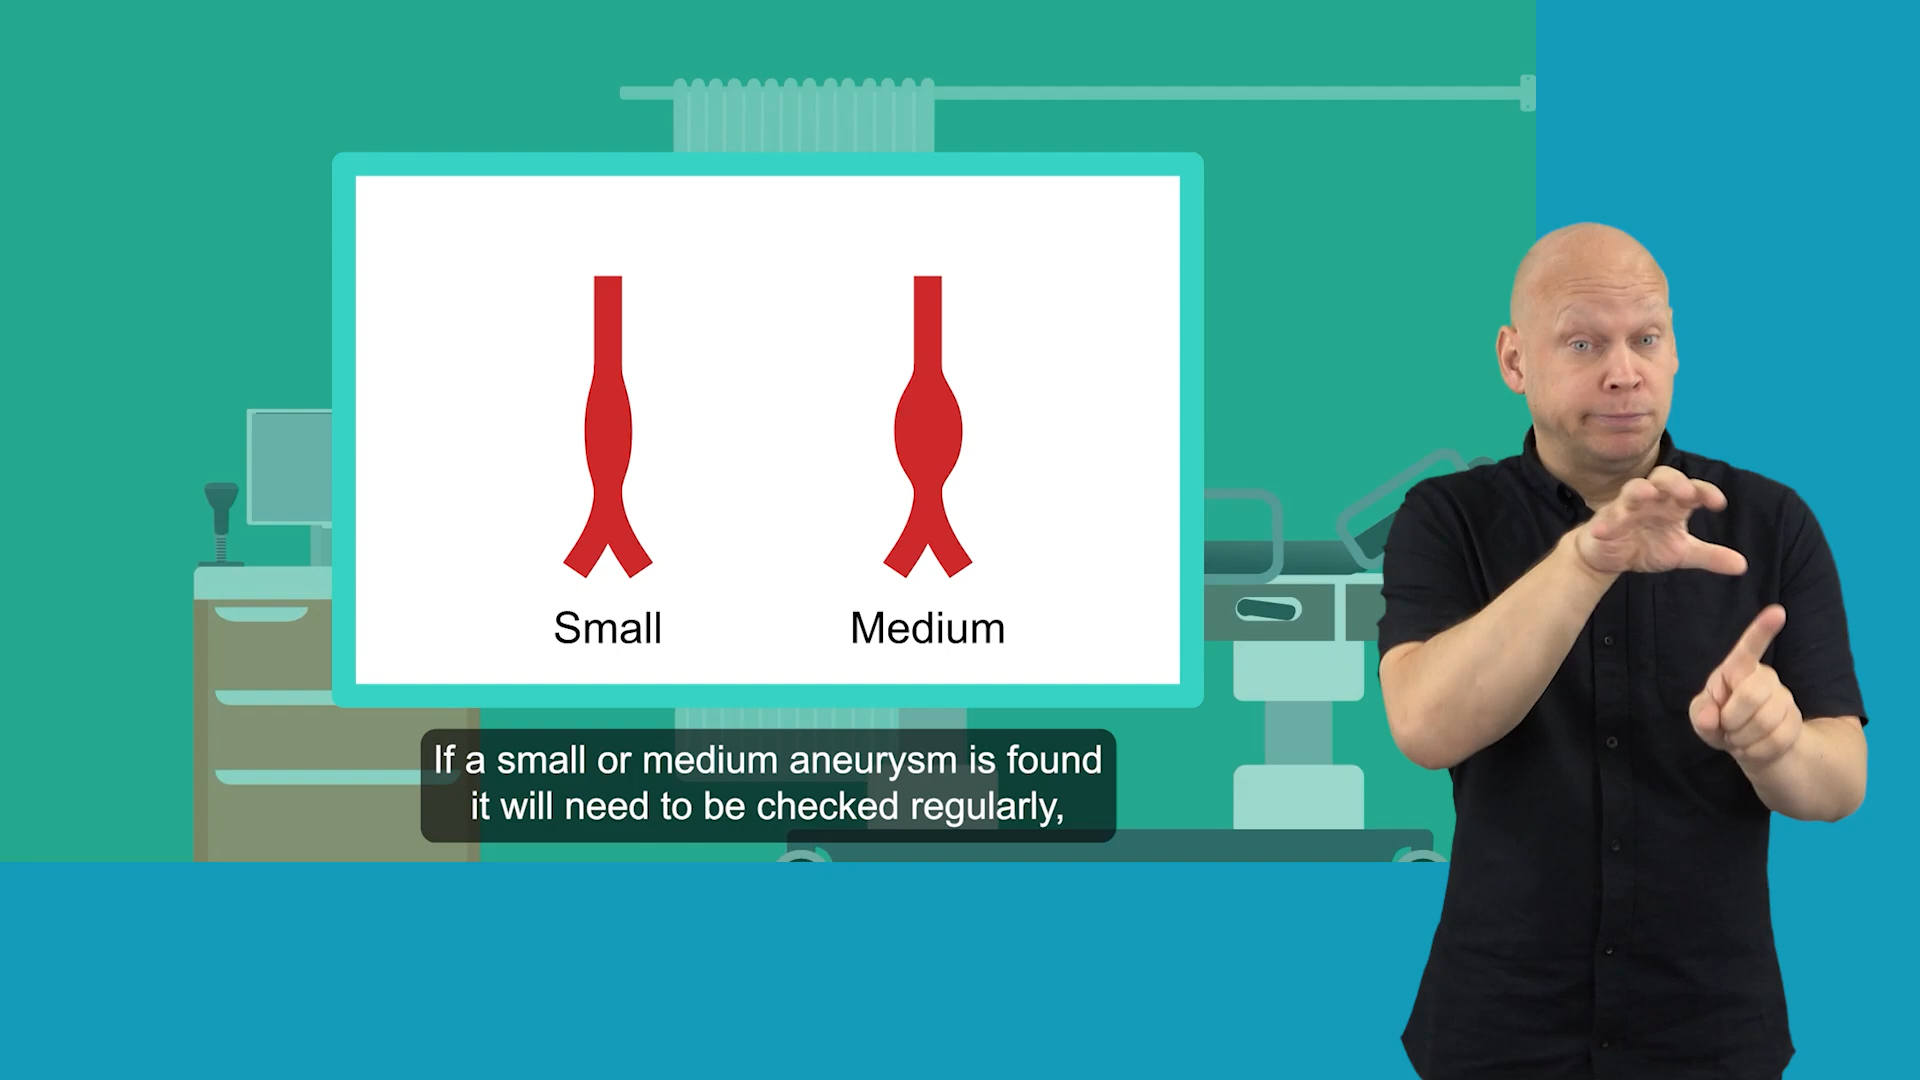 Small
Medium
If a small or medium aneurysm is found
it will need to be checked regularly,